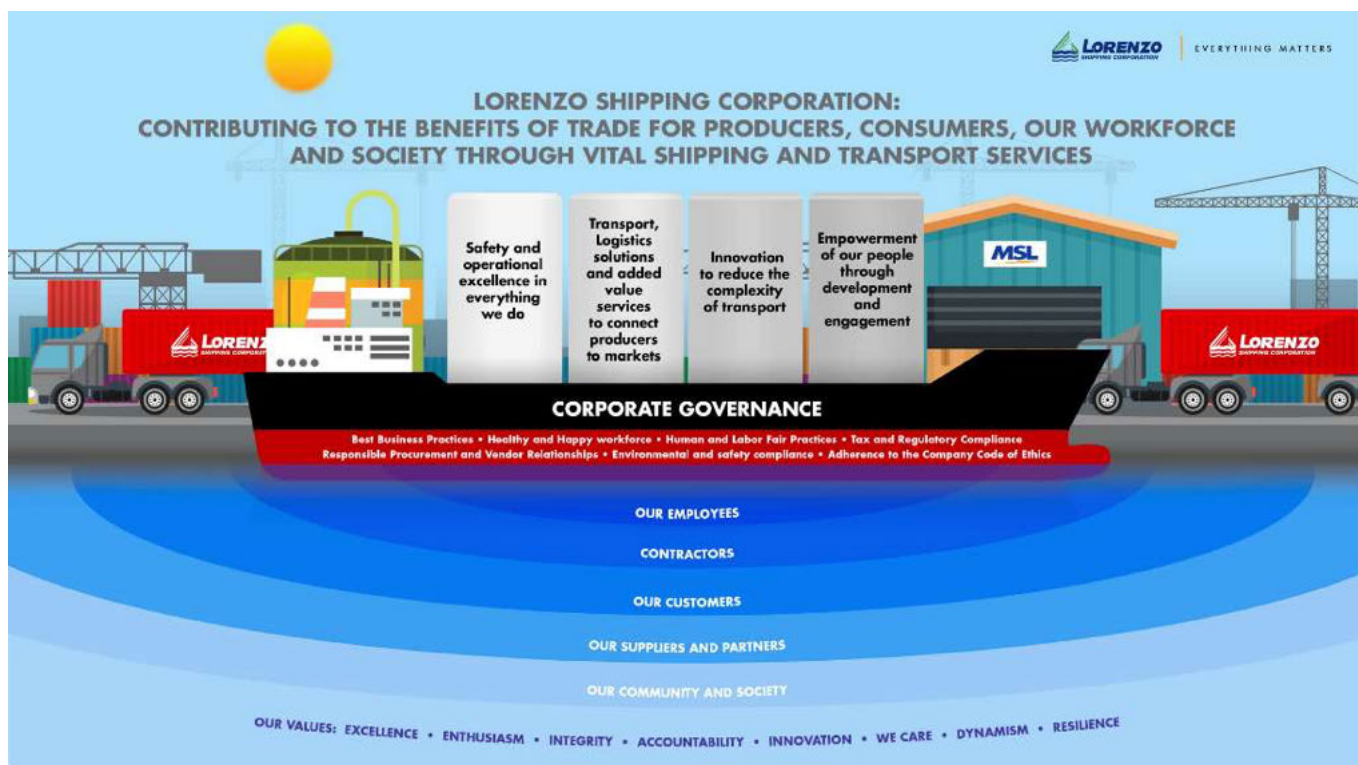 LORENZO
SHIPPING CORPORATION
EVERYTHING MATTERS
LORENZO SHIPPING CORPORATION:
CONTRIBUTING TO THE BENEFITS OF TRADE FOR PRODUCERS, CONSUMERS, OUR WORKFORCE
AND SOCIETY THROUGH VITAL SHIPPING AND TRANSPORT SERVICES
Safety and
operational
excellence in
everything
we do
Transport,
Logistics
solutions
and added
value
services
to connect
producers
to markets
Innovation
to reduce the
complexity
of transport
Empowerment
of our people
through
development
and
engagement
MSL
LORENZ
SHIPPING CORPORAT
LORENZO
SHIPPING CORPORATION
CORPORATE GOVERNANCE
Best Business Practices • Healthy and Happy workforce • Human and Labor Fair Practices • Tax and Regulatory Compliance
Responsible Procurement and Vendor Relationships • Environmental and safety compliance • Adherence to the Company Code of Ethics
OUR EMPLOYEES
CONTRACTORS
OUR CUSTOMERS
OUR SUPPLIERS AND PARTNERS
OUR COMMUNITY AND SOCIETY
OUR VALUES: EXCELLENCE • ENTHUSIASM • INTEGRITY • ACCOUNTABILITY • INNOVATION • WE CARE • DYNAMISM • RESILIENCE